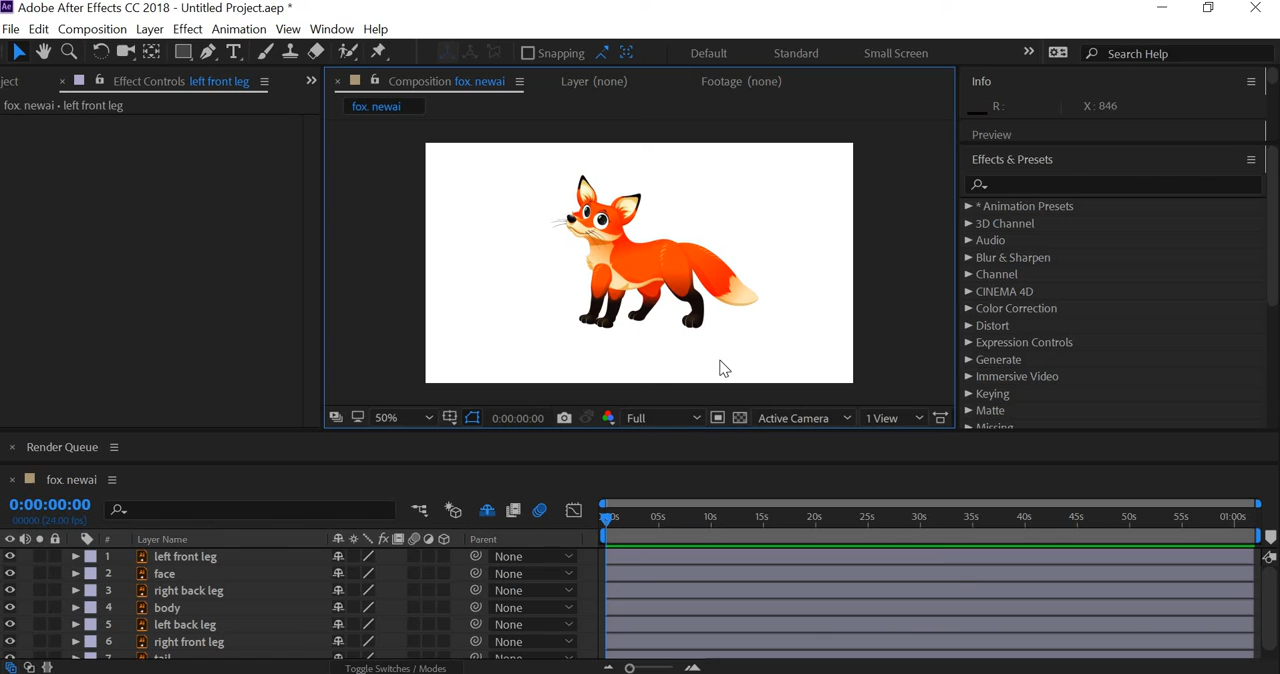 Ae Adobe After Effects CC 2018 - Untitled Project.aep *
File Edit Composition Layer Effect Animation View Window Help
Snapping Default Standard Small Screen Search Help
ject Effect Controls left front leg Composition fox. newai Layer (none) Footage (none) Info
fox. newai • left front leg fox. newai R : X : 846
Preview
Effects & Presets
* Animation Presets
3D Channel
Audio
Blur & Sharpen
Channel
CINEMA 4D
Color Correction
Distort
Expression Controls
Generate
Immersive Video
Keying
Matte
Missing
50% 0:00:00:00 Full Active Camera 1 View
Render Queue
fox. newai
0:00:00:00
00000 (24.00 fps)
05s 10s 15s 20s 25s 30s 35s 40s 45s 50s 55s 01:00s
# Layer Name fx Parent
1 left front leg None
2 face None
3 right back leg None
4 body None
5 left back leg None
6 right front leg None
7 tail None
Toggle Switches / Modes